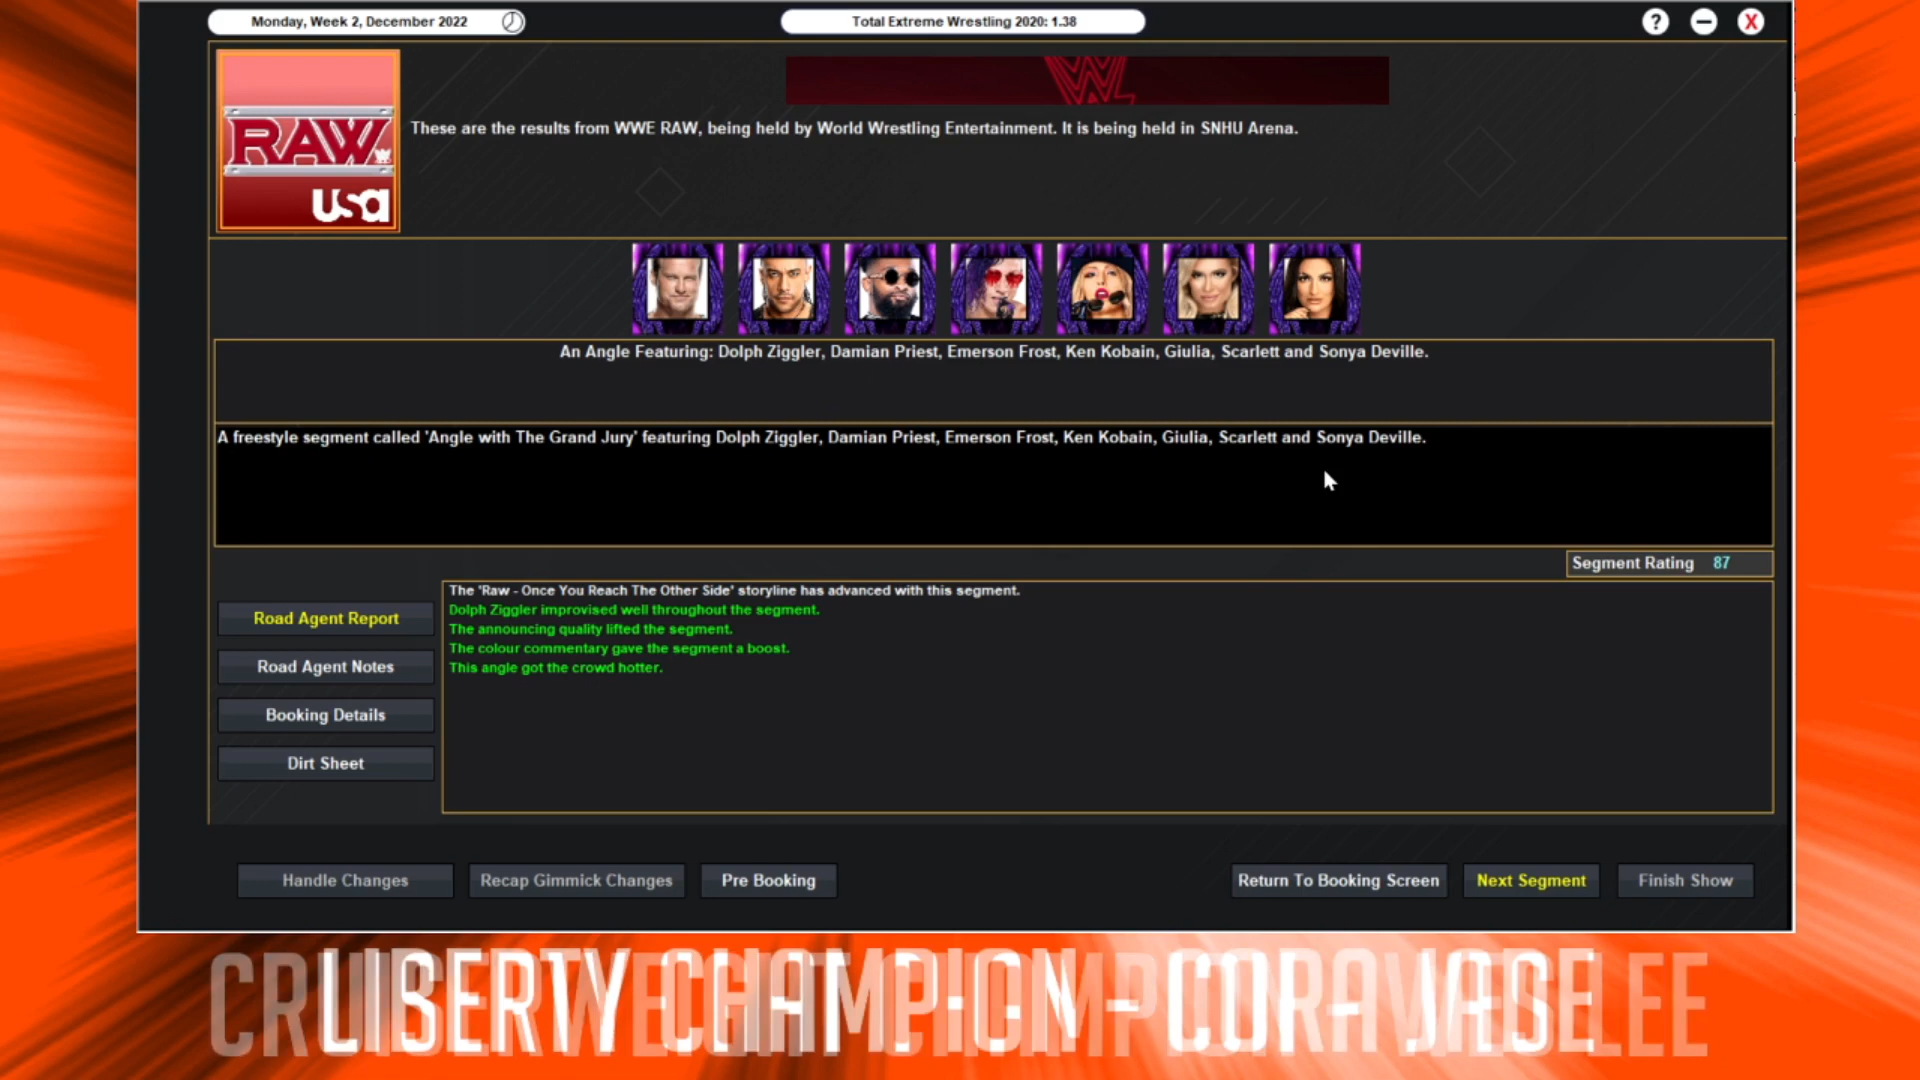 Monday, Week 2, December 2022
Total Extreme Wrestling 2020: 1.38
?
X
RAW
usa
These are the results from WWE RAW, being held by World Wrestling Entertainment. It is being held in SNHU Arena.
An Angle Featuring: Dolph Ziggler, Damian Priest, Emerson Frost, Ken Kobain, Giulia, Scarlett and Sonya Deville.
A freestyle segment called 'Angle with The Grand Jury' featuring Dolph Ziggler, Damian Priest, Emerson Frost, Ken Kobain, Giulia, Scarlett and Sonya Deville.
Segment Rating 87
Road Agent Report
Road Agent Notes
Booking Details
Dirt Sheet
The 'Raw - Once You Reach The Other Side' storyline has advanced with this segment.
Dolph Ziggler improvised well throughout the segment.
The announcing quality lifted the segment.
The colour commentary gave the segment a boost.
This angle got the crowd hotter.
Handle Changes
Recap Gimmick Changes
Pre Booking
Return To Booking Screen
Next Segment
Finish Show